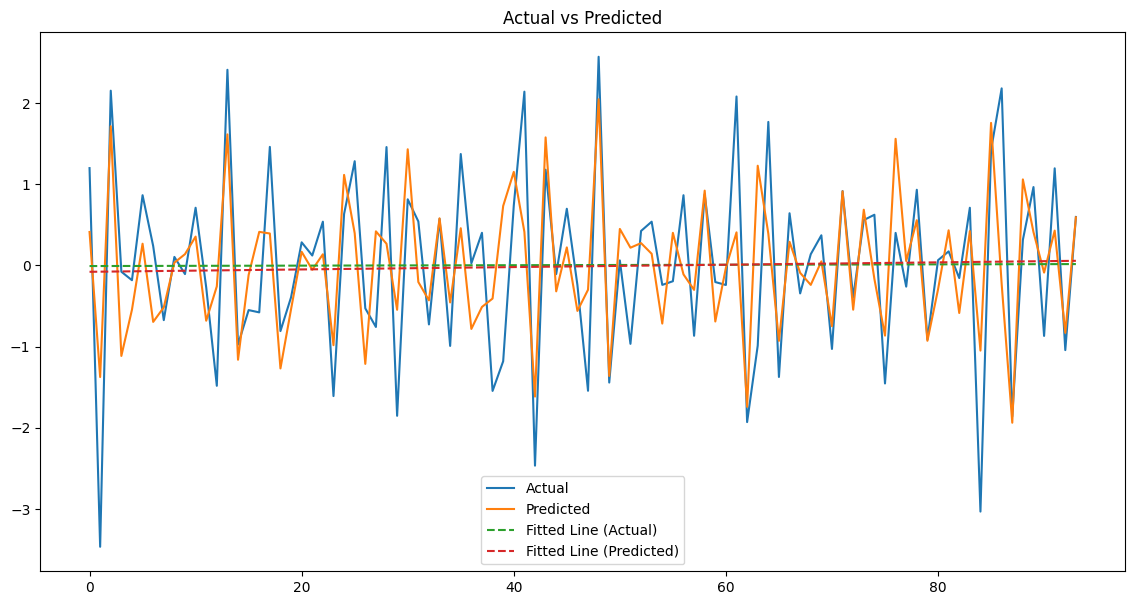 Actual vs Predicted
2
1
0
−1
−2
−3
Actual
Predicted
Fitted Line (Actual)
Fitted Line (Predicted)
0 20 40 60 80